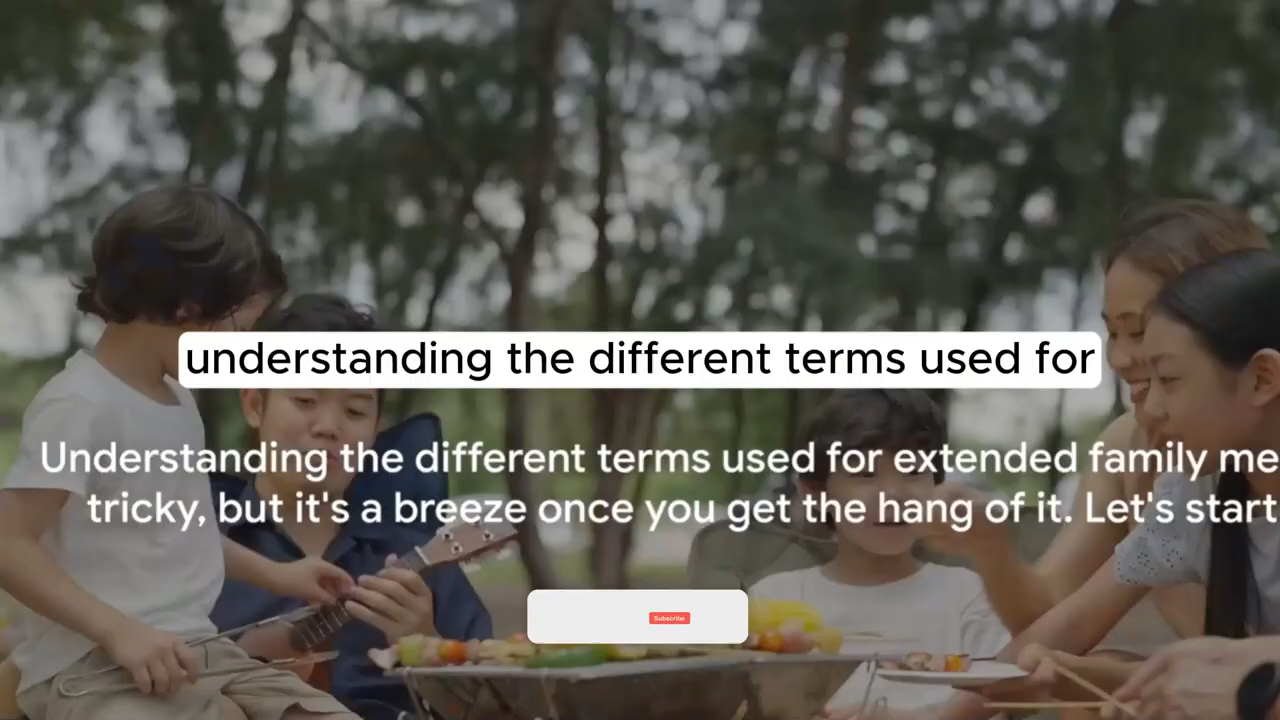 understanding the different terms used for
Understanding the different terms used for extended family me
tricky, but it's a breeze once you get the hang of it. Let's start
Subscribe